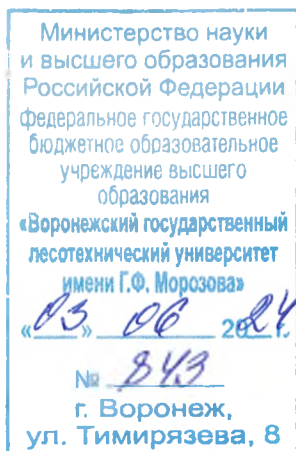 Министерство науки
и высшего образования
Российской Федерации
федеральное государственное
бюджетное образовательное
учреждение высшего
образования
«Воронежский государственный
лесотехнический университет
имени Г.Ф. Морозова»
«03» 06 2024 г.
№ 843
г. Воронеж,
ул. Тимирязева, 8